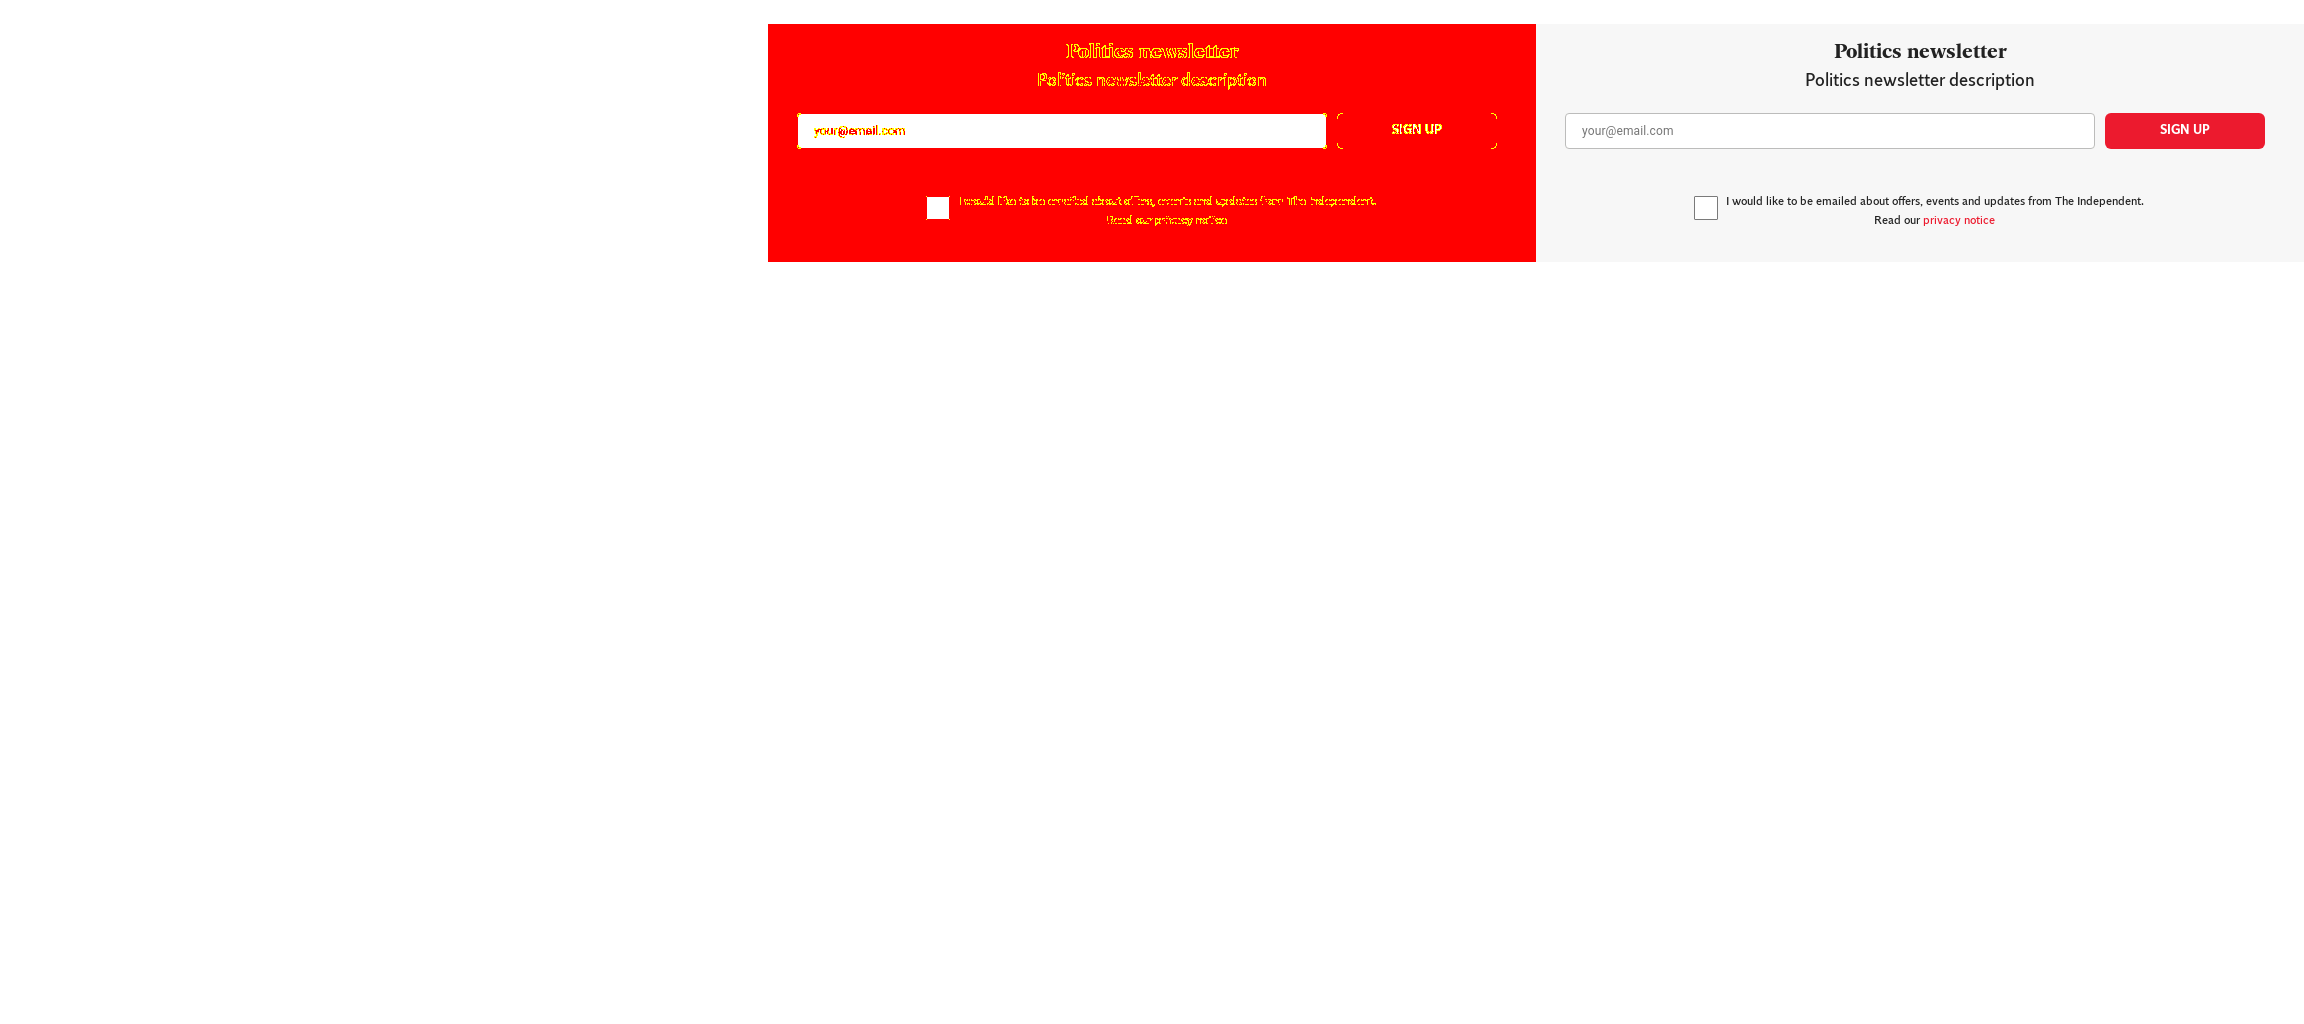 Politics newsletter
Politics newsletter description
your@email.com
SIGN UP
I would like to be emailed about offers, events and updates from The Independent.
Read our privacy notice
Politics newsletter
Politics newsletter description
your@email.com
SIGN UP
I would like to be emailed about offers, events and updates from The Independent.
Read our privacy notice